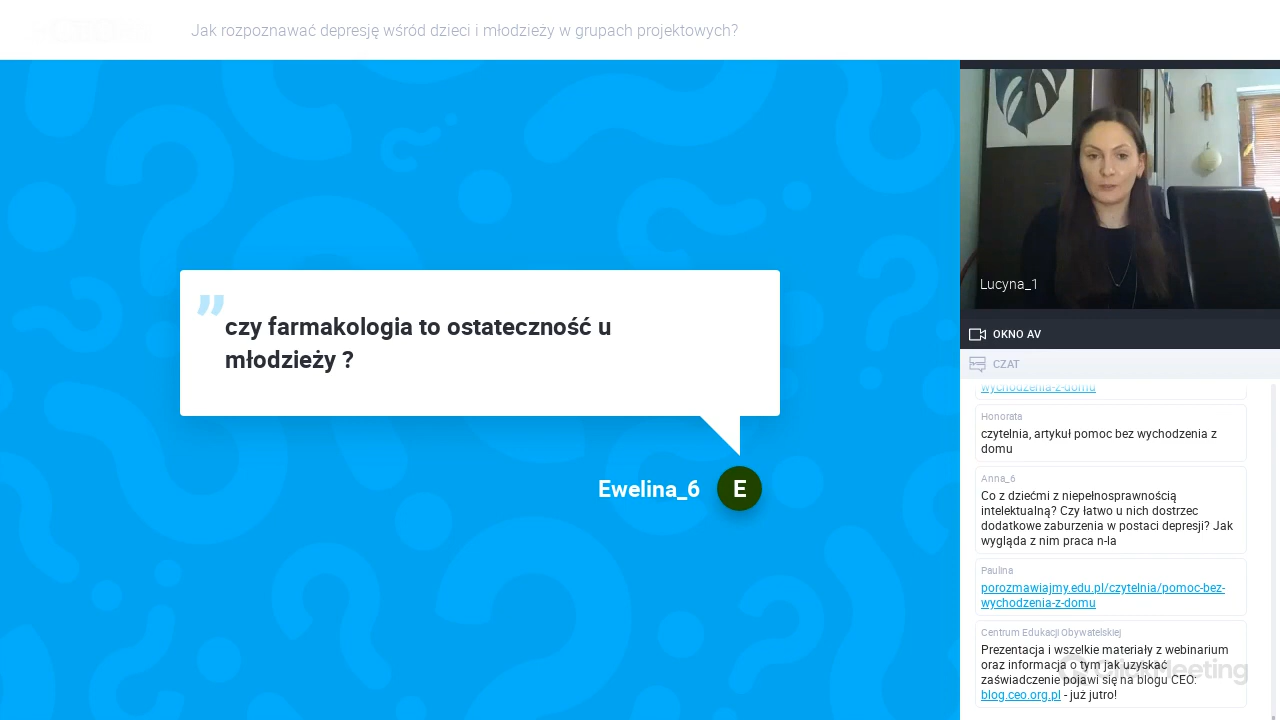 Jak rozpoznawać depresję wśród dzieci i młodzieży w grupach projektowych?
czy farmakologia to ostateczność u
młodzieży ?
Ewelina_6
E
Lucyna_1
OKNO AV
CZAT
wychodzenia-z-domu
Honorata
czytelnia, artykuł pomoc bez wychodzenia z
domu
Anna_6
Co z dziećmi z niepełnosprawnością
intelektualną? Czy łatwo u nich dostrzec
dodatkowe zaburzenia w postaci depresji? Jak
wygląda z nim praca n-la
Paulina
porozmawiajmy.edu.pl/czytelnia/pomoc-bez-
wychodzenia-z-domu
Centrum Edukacji Obywatelskiej
Prezentacja i wszelkie materiały z webinarium
oraz informacja o tym jak uzyskać
zaświadczenie pojawi się na blogu CEO:
blog.ceo.org.pl - już jutro!
ClickMeeting